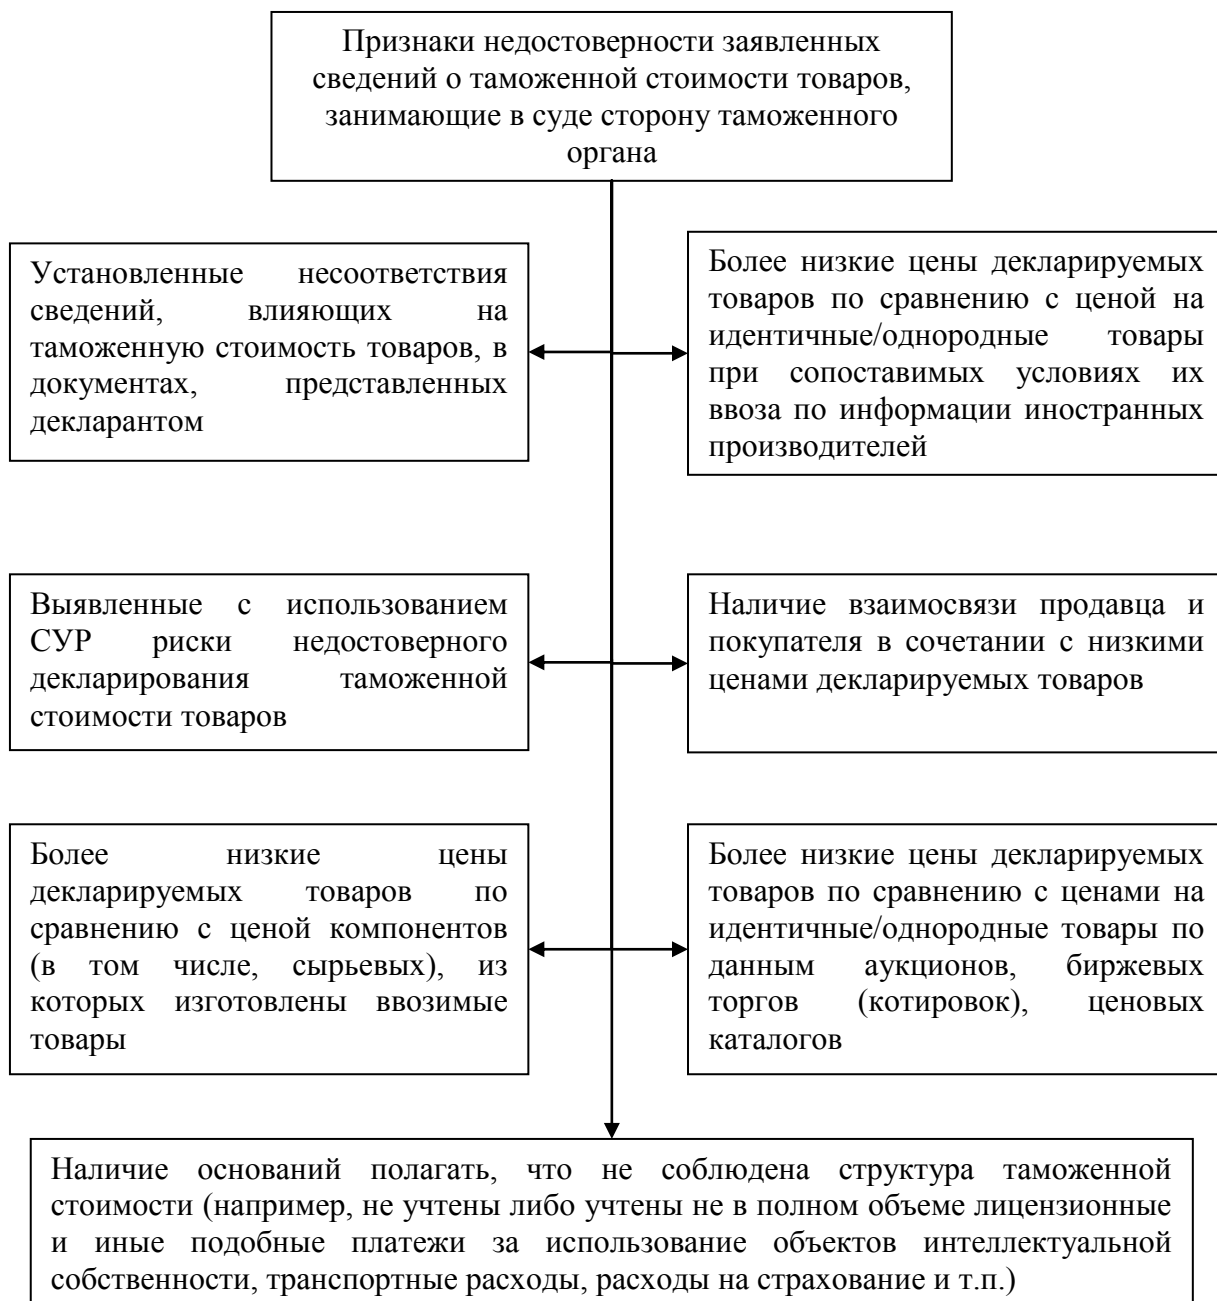 Признаки недостоверности заявленных
сведений о таможенной стоимости товаров,
занимающие в суде сторону таможенного
органа
Установленные несоответствия
сведений, влияющих на
таможенную стоимость товаров, в
документах, представленных
декларантом
Более низкие цены декларируемых
товаров по сравнению с ценой на
идентичные/однородные товары
при сопоставимых условиях их
ввоза по информации иностранных
производителей
Выявленные с использованием
СУР риски недостоверного
декларирования таможенной
стоимости товаров
Наличие взаимосвязи продавца и
покупателя в сочетании с низкими
ценами декларируемых товаров
Более низкие цены
декларируемых товаров по
сравнению с ценой компонентов
(в том числе, сырьевых), из
которых изготовлены ввозимые
товары
Более низкие цены декларируемых
товаров по сравнению с ценами на
идентичные/однородные товары по
данным аукционов, биржевых
торгов (котировок), ценовых
каталогов
Наличие оснований полагать, что не соблюдена структура таможенной
стоимости (например, не учтены либо учтены не в полном объеме лицензионные
и иные подобные платежи за использование объектов интеллектуальной
собственности, транспортные расходы, расходы на страхование и т.п.)